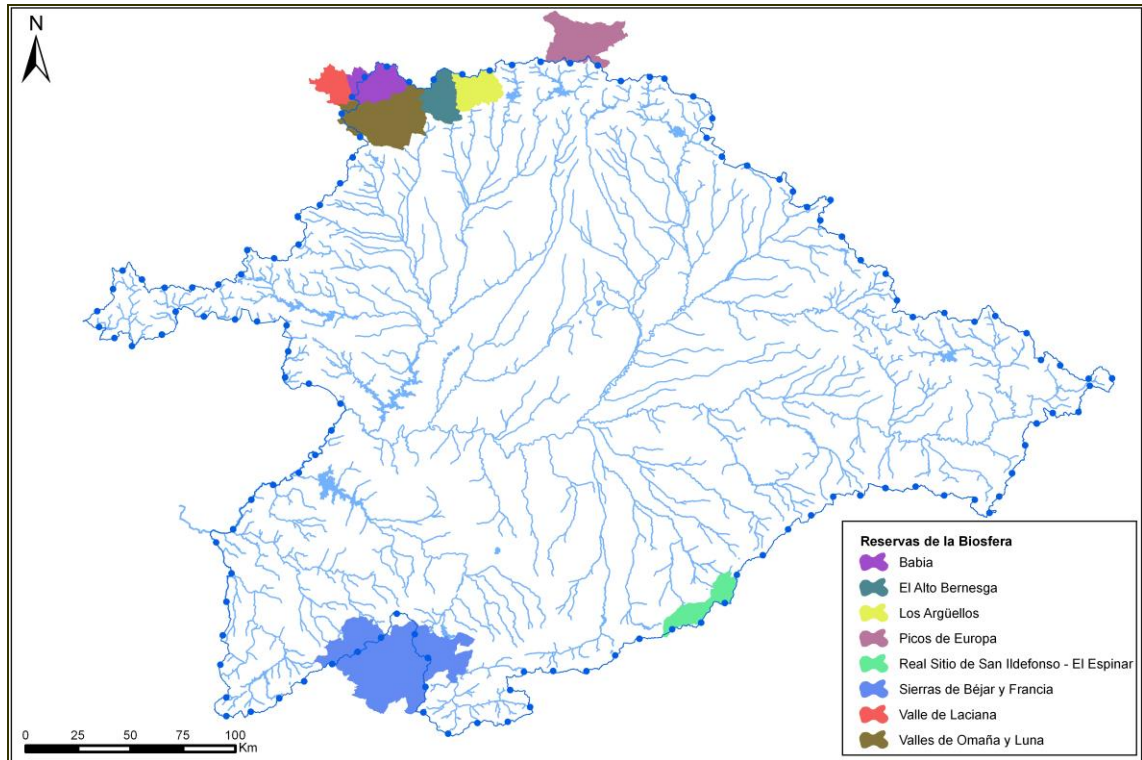 N
Reservas de la Biosfera
Babia
El Alto Bernesga
Los Argüellos
Picos de Europa
Real Sitio de San Ildefonso - El Espinar
Sierras de Béjar y Francia
Valle de Laciana
Valles de Omaña y Luna
0 25 50 75 100
Km